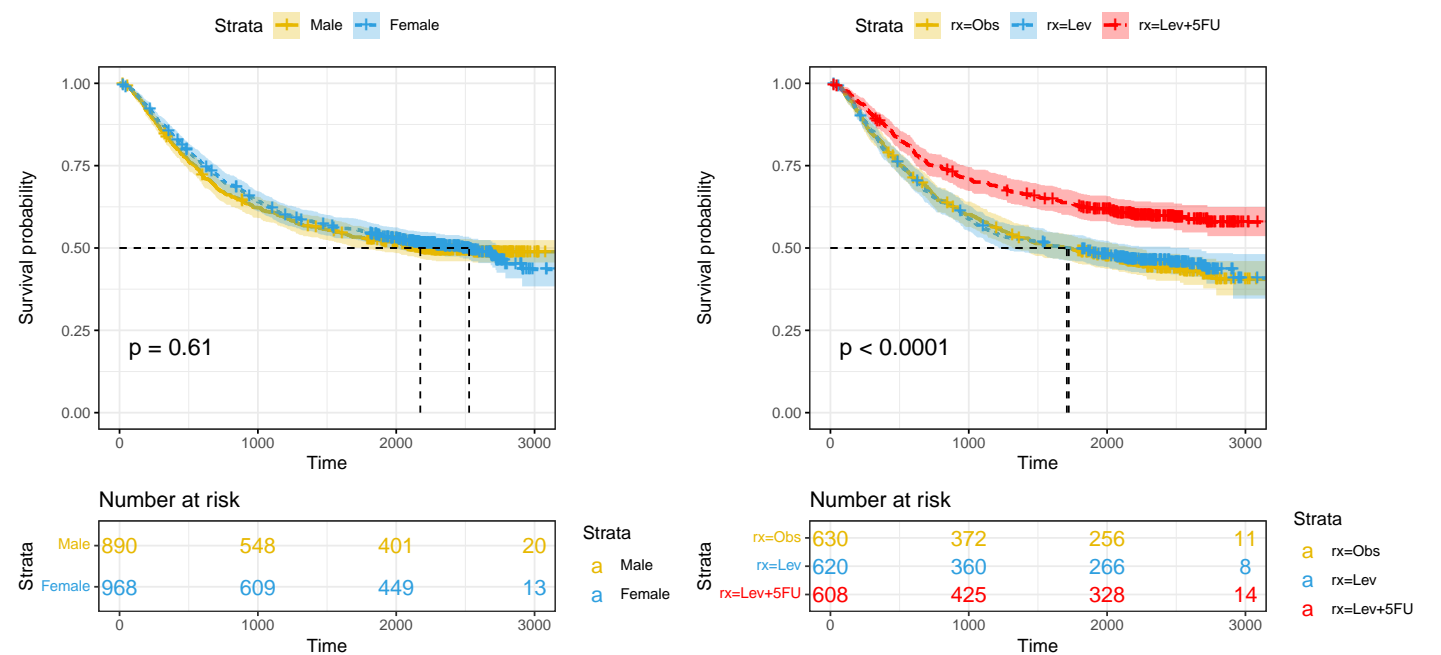 Strata Male Female
Survival probability
1.00
0.75
0.50
0.25
0.00
p = 0.61
0 1000 2000 3000
Time
Number at risk
Strata
Male 890 548 401 20
Female 968 609 449 13
0 1000 2000 3000
Time
Strata
a Male
a Female
Strata rx=Obs rx=Lev rx=Lev+5FU
Survival probability
1.00
0.75
0.50
0.25
0.00
p < 0.0001
0 1000 2000 3000
Time
Number at risk
Strata
rx=Obs 630 372 256 11
rx=Lev 620 360 266 8
rx=Lev+5FU 608 425 328 14
0 1000 2000 3000
Time
Strata
a rx=Obs
a rx=Lev
a rx=Lev+5FU